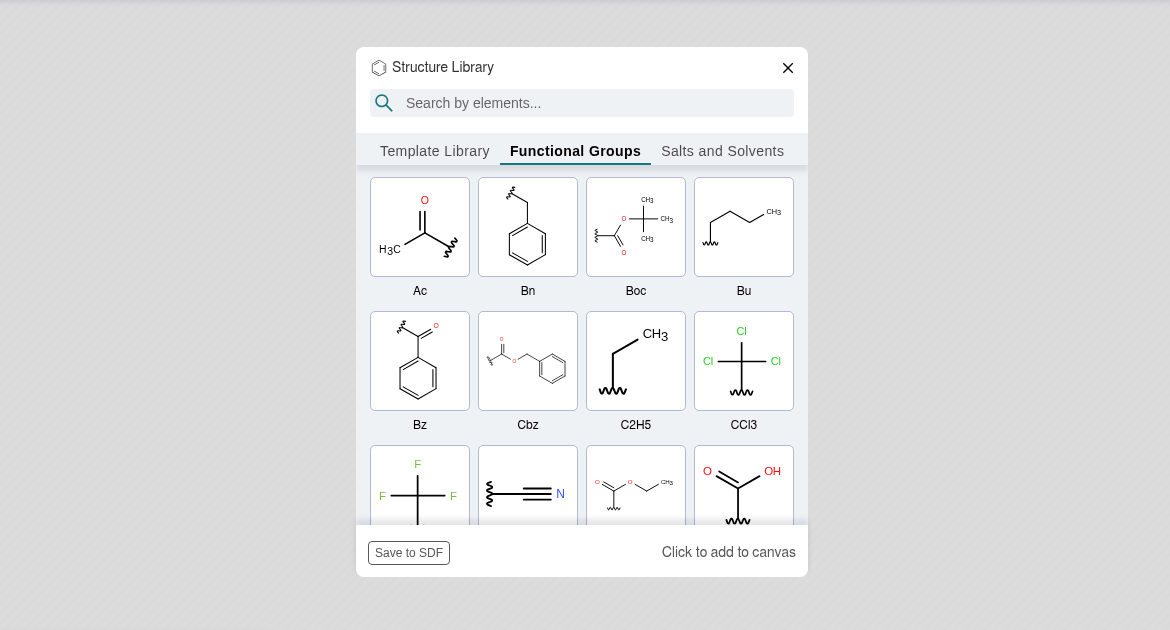 Structure Library
Search by elements...
Template Library Functional Groups Salts and Solvents
O
H3C
Ac
Bn
CH3
O CH3
CH3
O
Boc
CH3
Bu
O
Bz
O
O
Cbz
CH3
C2H5
Cl
Cl Cl
CCl3
F
F F
N
O O CH3
O OH
Save to SDF Click to add to canvas